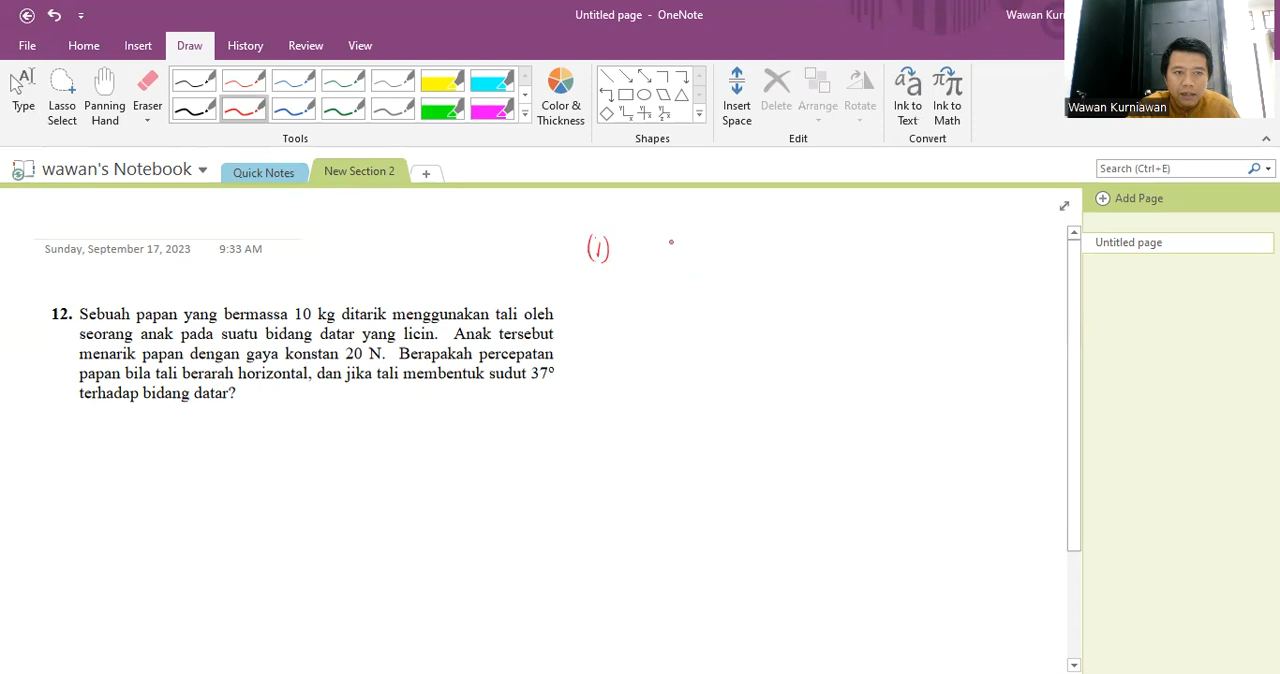 Untitled page - OneNote
Wawan Kur
File
Home
Insert
Draw
History
Review
View
Type
Lasso Select
Panning Hand
Eraser
Color & Thickness
Insert Space
Delete
Arrange
Rotate
Ink to Text
Ink to Math
Tools
Shapes
Edit
Convert
Wawan Kurniawan
wawan's Notebook
Quick Notes
New Section 2
Search (Ctrl+E)
Add Page
Untitled page
Sunday, September 17, 2023
9:33 AM
(1)
12. Sebuah papan yang bermassa 10 kg ditarik menggunakan tali oleh
seorang anak pada suatu bidang datar yang licin. Anak tersebut
menarik papan dengan gaya konstan 20 N. Berapakah percepatan
papan bila tali berarah horizontal, dan jika tali membentuk sudut 37°
terhadap bidang datar?